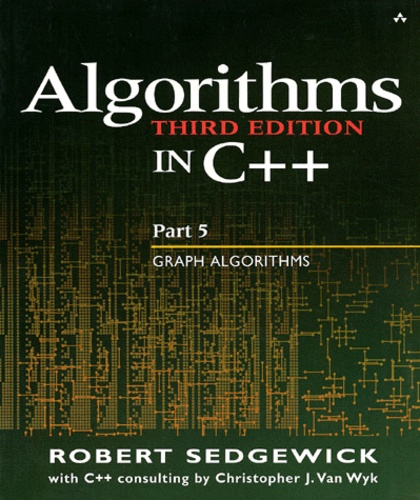 Algorithms
THIRD EDITION
IN C++
Part 5
GRAPH ALGORITHMS
ROBERT SEDGEWICK
with C++ consulting by Christopher J. Van Wyk